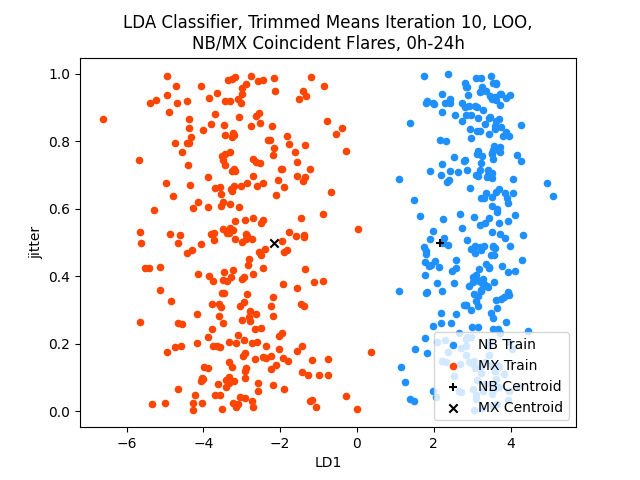 LDA Classifier, Trimmed Means Iteration 10, LOO,
NB/MX Coincident Flares, 0h-24h
1.0
0.8
0.6
0.4
0.2
0.0
jitter
−6
−4
−2
0
2
4
LD1
NB Train
MX Train
NB Centroid
MX Centroid